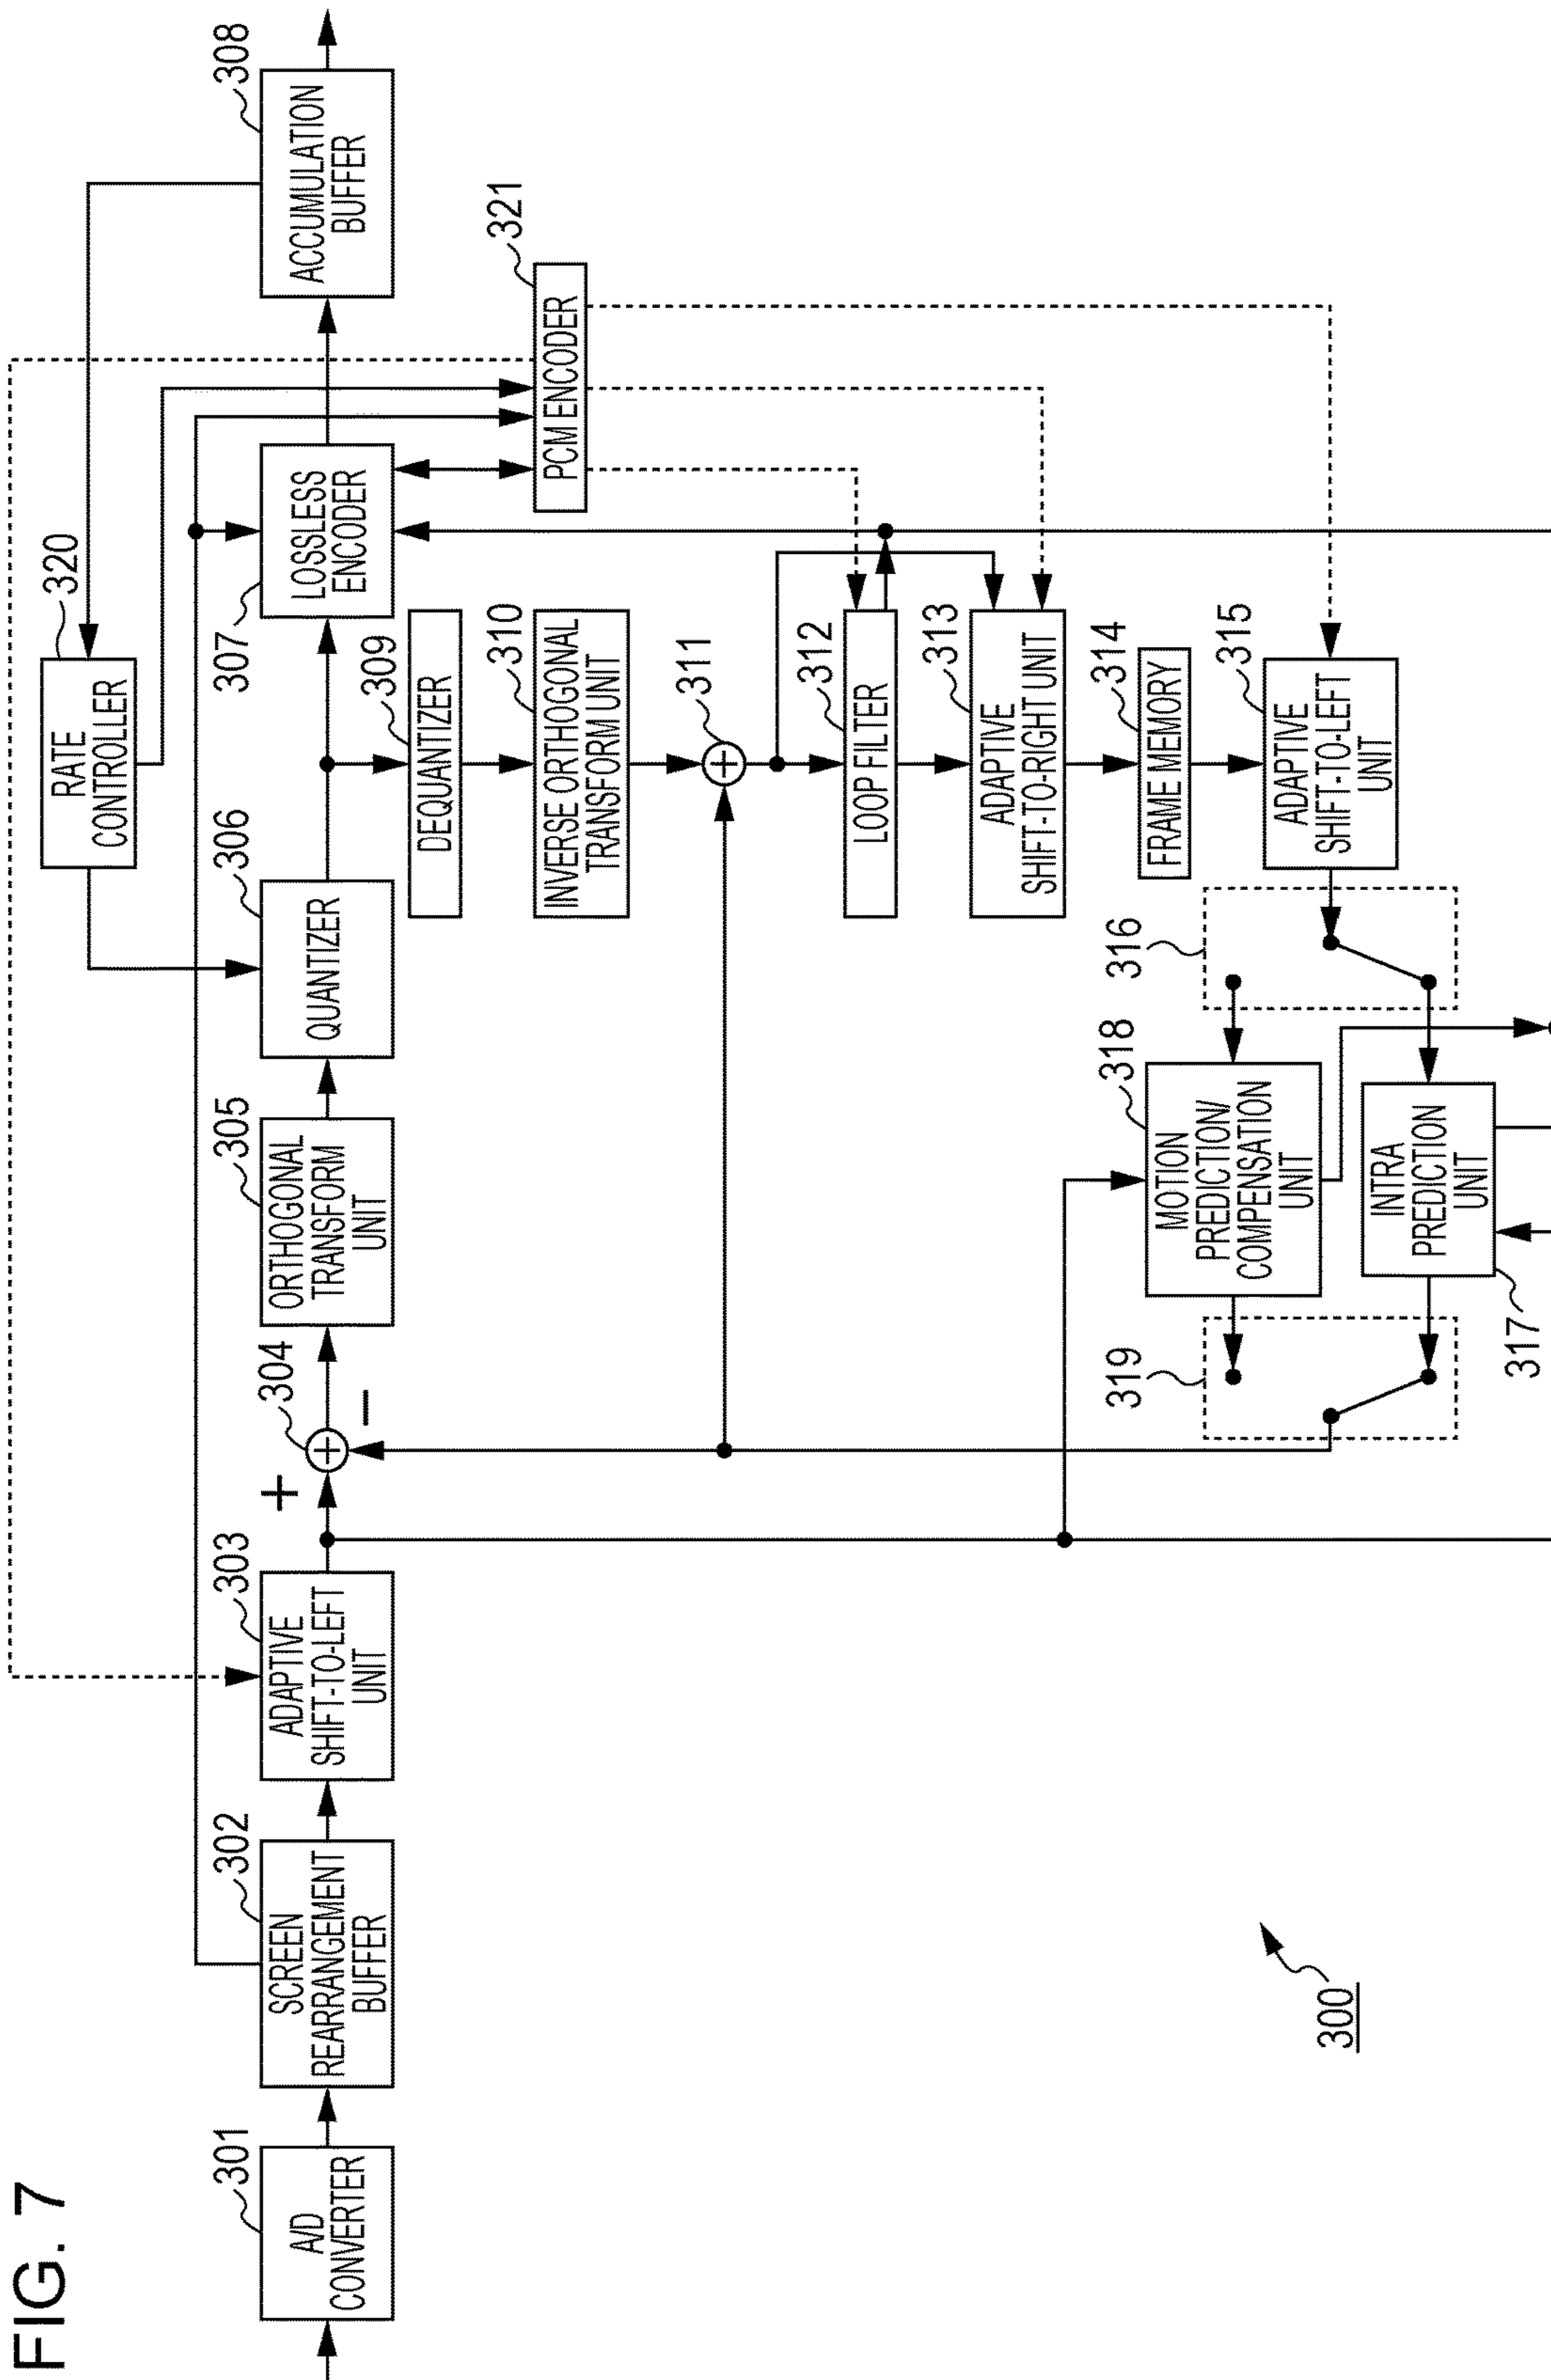 FIG. 7
301
A/D
CONVERTER
302
SCREEN
REARRANGEMENT
BUFFER
303
ADAPTIVE
SHIFT-TO-LEFT
UNIT
+
304
−
305
ORTHOGONAL
TRANSFORM
UNIT
306
QUANTIZER
320
RATE
CONTROLLER
307
LOSSLESS
ENCODER
308
ACCUMULATION
BUFFER
309
DEQUANTIZER
321
PCM ENCODER
310
INVERSE ORTHOGONAL
TRANSFORM UNIT
311
312
LOOP FILTER
313
ADAPTIVE
SHIFT-TO-RIGHT UNIT
314
FRAME MEMORY
315
ADAPTIVE
SHIFT-TO-LEFT
UNIT
319
318
MOTION
PREDICTION/
COMPENSATION
UNIT
316
317
INTRA
PREDICTION
UNIT
300